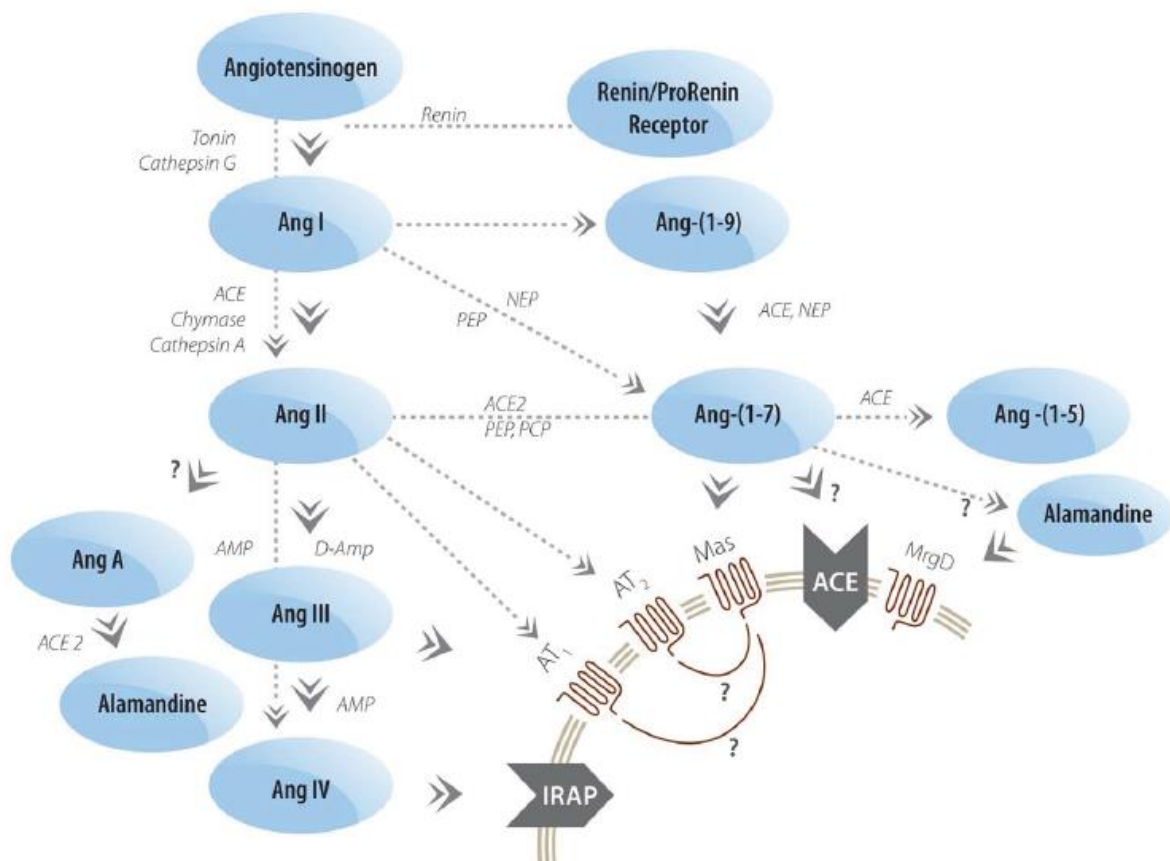 Angiotensinogen
Renin/ProRenin
Receptor
Renin
Tonin
Cathepsin G
Ang I
Ang-(1-9)
ACE
Chymase
Cathepsin A
NEP
PEP
ACE, NEP
Ang II
ACE2
PEP, PCP
Ang-(1-7)
ACE
Ang -(1-5)
?
?
?
Alamandine
Ang A
AMP
D-Amp
Mas
ACE
MrgD
AT2
Ang III
ACE 2
AT1
Alamandine
AMP
?
?
Ang IV
IRAP